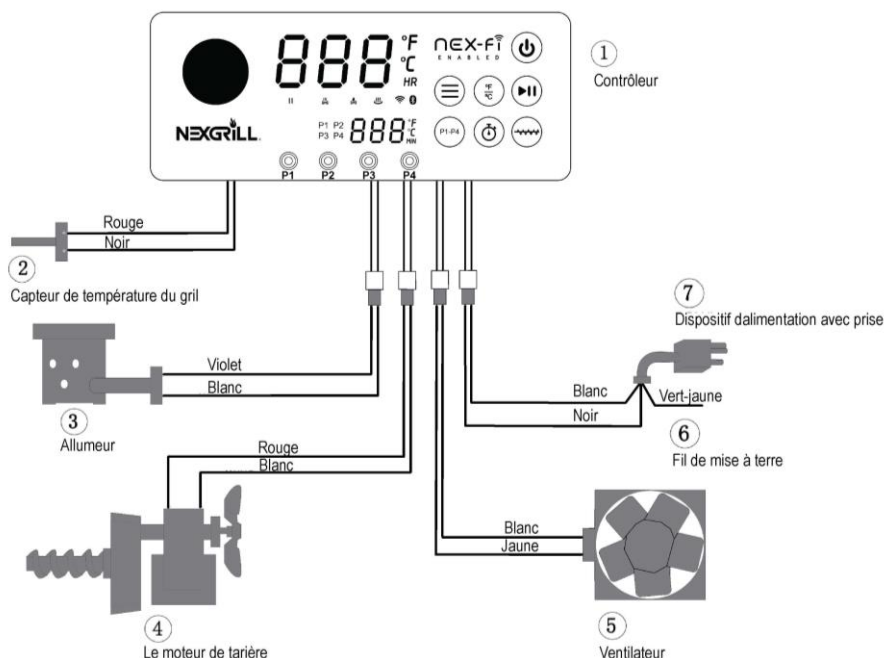 888 °F
°C
HR
nex-Fi
ENABLED
NEXGRILL
P1 P2
P3 P4
888 °F
°C
MIN
°F
°C
P1-P4
P1 P2 P3 P4
① Contrôleur
Rouge
Noir
② Capteur de température du gril
Violet
Blanc
③ Allumeur
Rouge
Blanc
④ Le moteur de tarière
⑦ Dispositif dalimentation avec prise
Blanc
Vert-jaune
Noir
⑥ Fil de mise à terre
Blanc
Jaune
⑤ Ventilateur